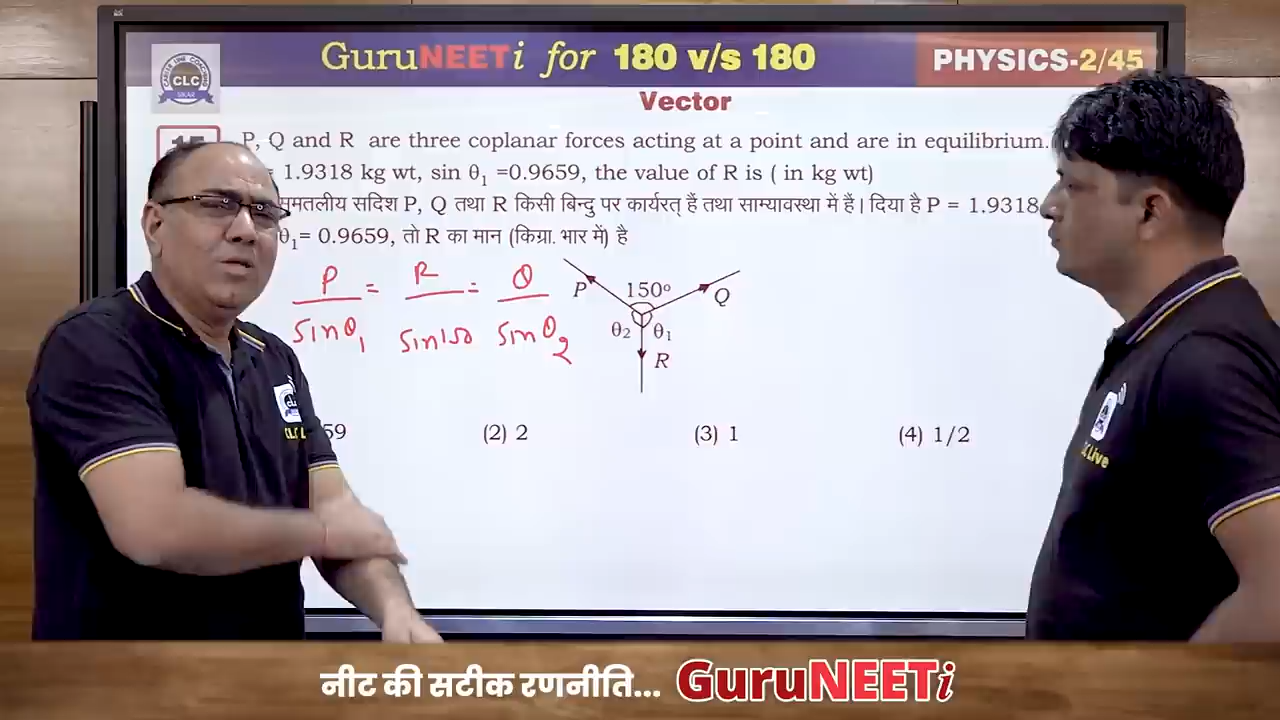 GuruNEETi for 180 v/s 180
PHYSICS-2/45
CLC
SIKAR
Vector
P, Q and R are three coplanar forces acting at a point and are in equilibrium.
= 1.9318 kg wt, sin θ₁ =0.9659, the value of R is ( in kg wt)
समतलीय सदिश P, Q तथा R किसी बिन्दु पर कार्यरत् हैं तथा साम्यावस्था में हैं। दिया है P = 1.9318
θ₁= 0.9659, तो R का मान (किग्रा. भार में) है
P/sinθ₁ = R/sin150 = Q/sinθ₂
P 150° Q
θ₂ θ₁
R
59 (2) 2 (3) 1 (4) 1/2
Live
नीट की सटीक रणनीति... GuruNEETi